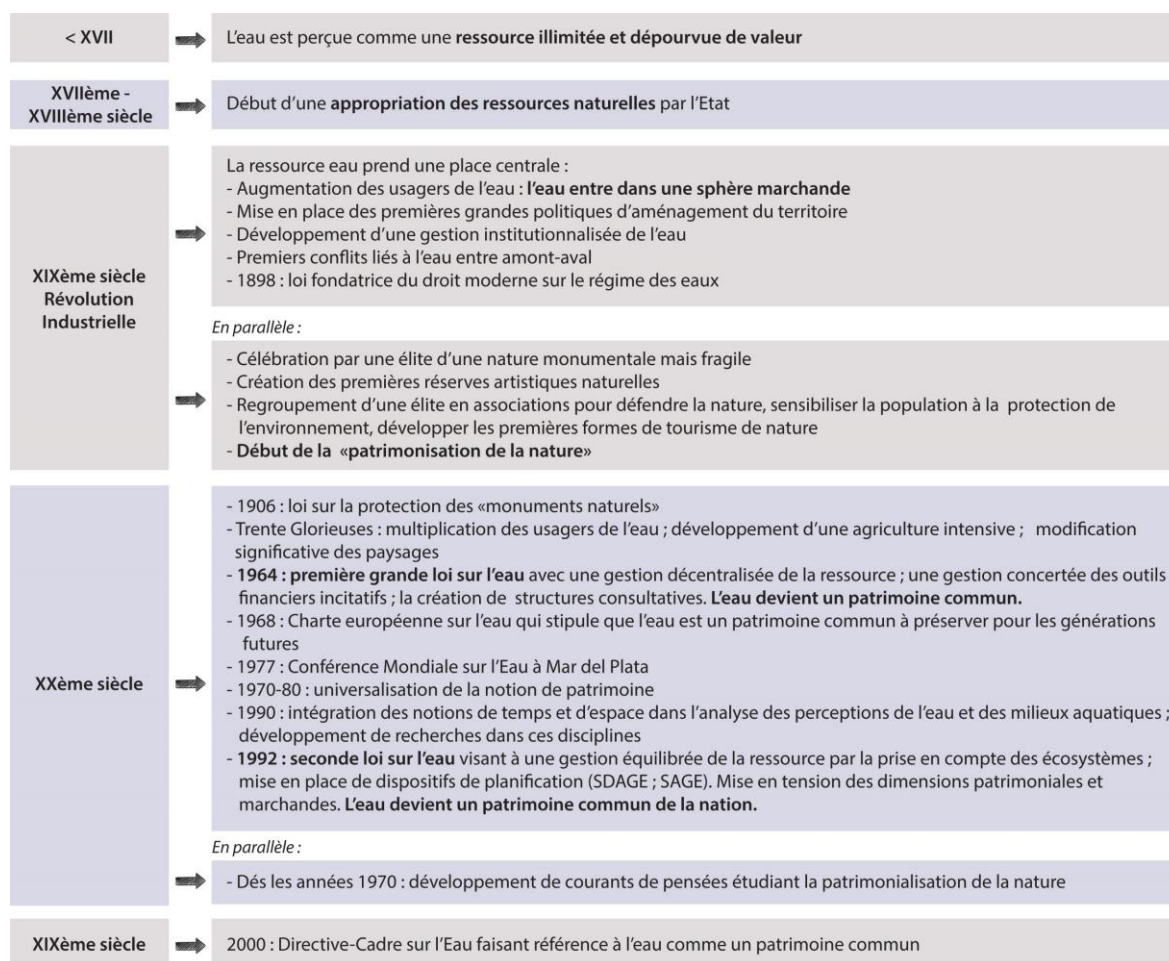 < XVII
L'eau est perçue comme une ressource illimitée et dépourvue de valeur
XVIIème -
XVIIIème siècle
Début d'une appropriation des ressources naturelles par l'Etat
XIXème siècle
Révolution
Industrielle
La ressource eau prend une place centrale :
- Augmentation des usagers de l'eau : l'eau entre dans une sphère marchande
- Mise en place des premières grandes politiques d'aménagement du territoire
- Développement d'une gestion institutionnalisée de l'eau
- Premiers conflits liés à l'eau entre amont-aval
- 1898 : loi fondatrice du droit moderne sur le régime des eaux
En parallèle :
- Célébration par une élite d'une nature monumentale mais fragile
- Création des premières réserves artistiques naturelles
- Regroupement d'une élite en associations pour défendre la nature, sensibiliser la population à la protection de
l'environnement, développer les premières formes de tourisme de nature
- Début de la «patrimonisation de la nature»
XXème siècle
- 1906 : loi sur la protection des «monuments naturels»
- Trente Glorieuses : multiplication des usagers de l'eau ; développement d'une agriculture intensive ; modification
significative des paysages
- 1964 : première grande loi sur l'eau avec une gestion décentralisée de la ressource ; une gestion concertée des outils
financiers incitatifs ; la création de structures consultatives. L'eau devient un patrimoine commun.
- 1968 : Charte européenne sur l'eau qui stipule que l'eau est un patrimoine commun à préserver pour les générations
futures
- 1977 : Conférence Mondiale sur l'Eau à Mar del Plata
- 1970-80 : universalisation de la notion de patrimoine
- 1990 : intégration des notions de temps et d'espace dans l'analyse des perceptions de l'eau et des milieux aquatiques ;
développement de recherches dans ces disciplines
- 1992 : seconde loi sur l'eau visant à une gestion équilibrée de la ressource par la prise en compte des écosystèmes ;
mise en place de dispositifs de planification (SDAGE ; SAGE). Mise en tension des dimensions patrimoniales et
marchandes. L'eau devient un patrimoine commun de la nation.
En parallèle :
- Dés les années 1970 : développement de courants de pensées étudiant la patrimonialisation de la nature
XIXème siècle
2000 : Directive-Cadre sur l'Eau faisant référence à l'eau comme un patrimoine commun